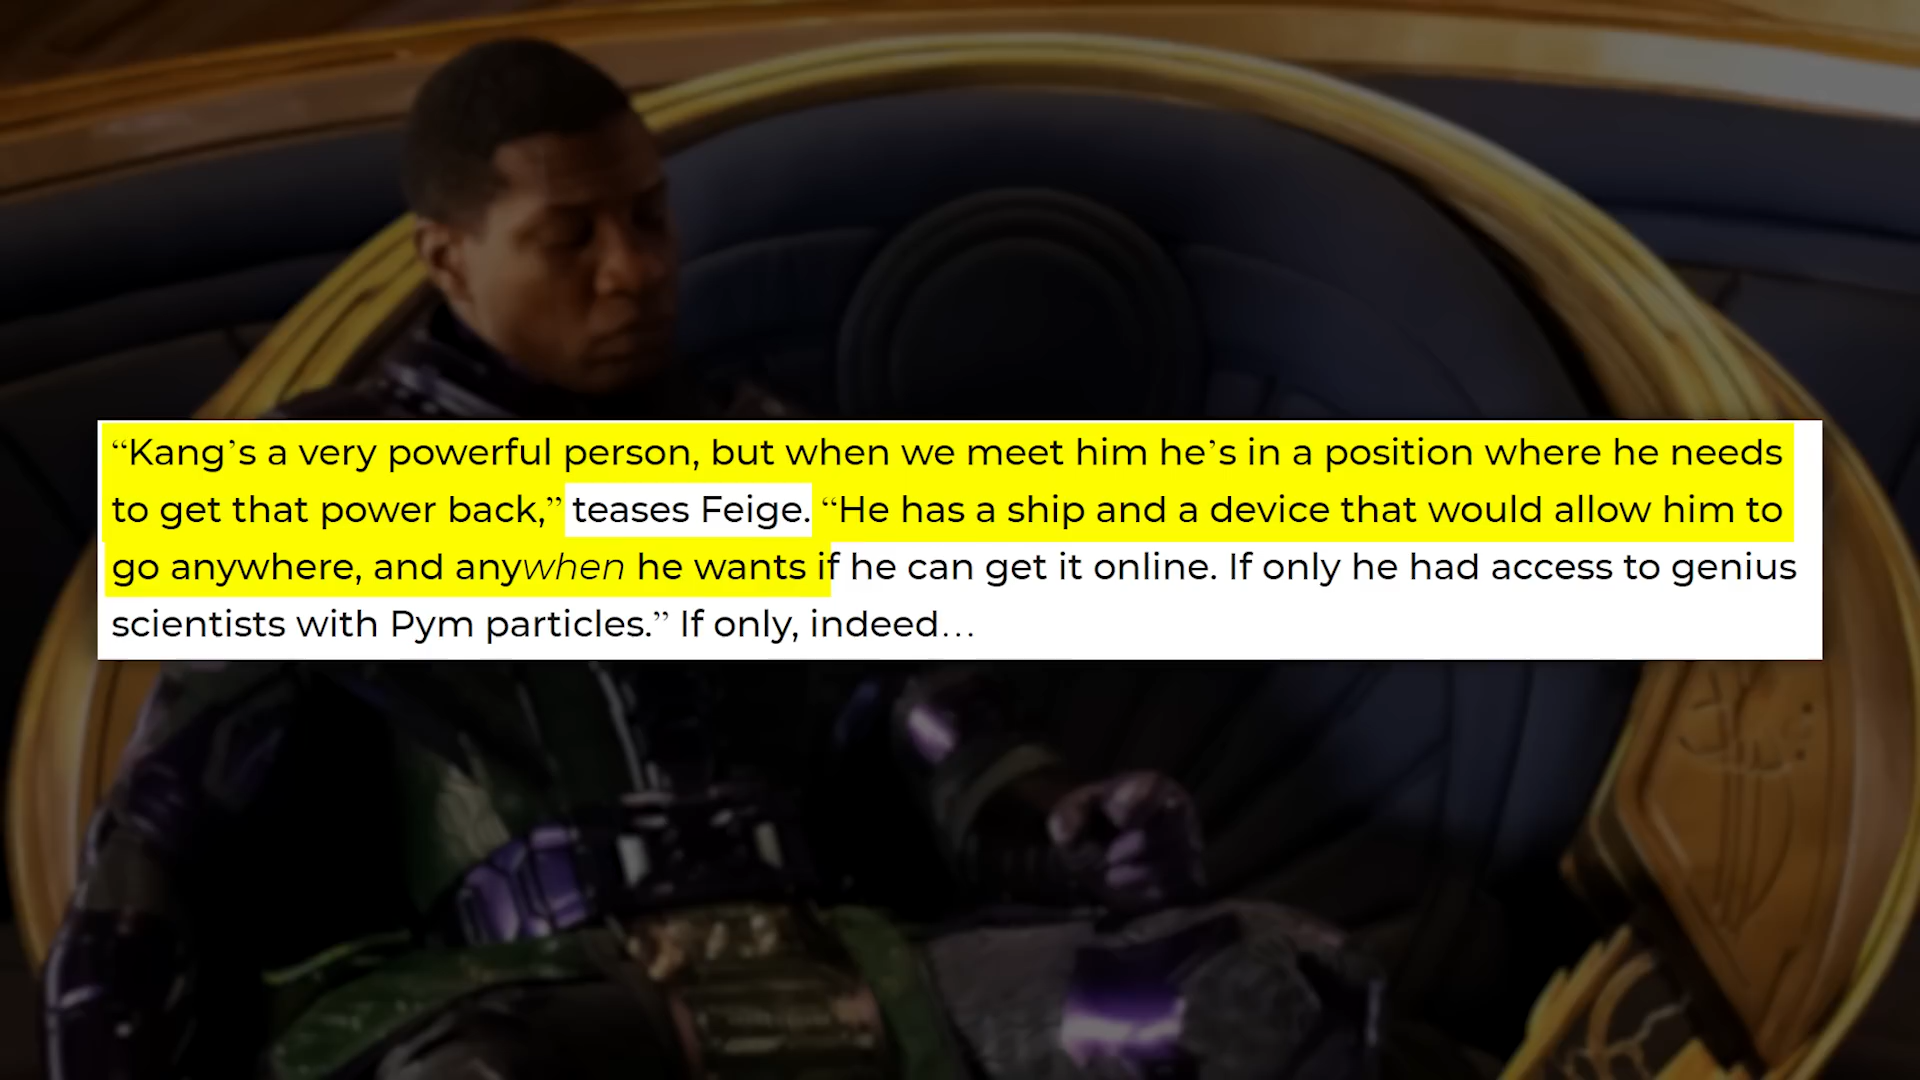 “Kang’s a very powerful person, but when we meet him he’s in a position where he needs
to get that power back,” teases Feige. “He has a ship and a device that would allow him to
go anywhere, and anywhen he wants if he can get it online. If only he had access to genius
scientists with Pym particles.” If only, indeed…